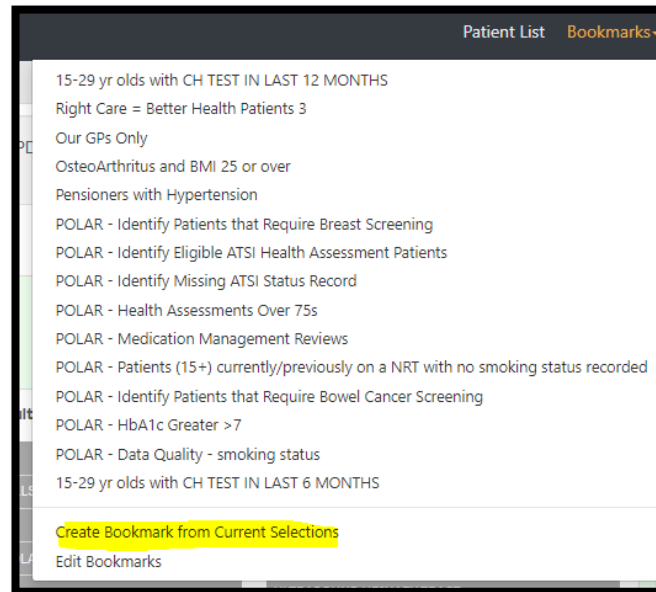 Patient List Bookmarks
15-29 yr olds with CH TEST IN LAST 12 MONTHS
Right Care = Better Health Patients 3
Our GPs Only
OsteoArthritus and BMI 25 or over
Pensioners with Hypertension
POLAR - Identify Patients that Require Breast Screening
POLAR - Identify Eligible ATSI Health Assessment Patients
POLAR - Identify Missing ATSI Status Record
POLAR - Health Assessments Over 75s
POLAR - Medication Management Reviews
POLAR - Patients (15+) currently/previously on a NRT with no smoking status recorded
POLAR - Identify Patients that Require Bowel Cancer Screening
POLAR - HbA1c Greater >7
POLAR - Data Quality - smoking status
15-29 yr olds with CH TEST IN LAST 6 MONTHS
Create Bookmark from Current Selections
Edit Bookmarks